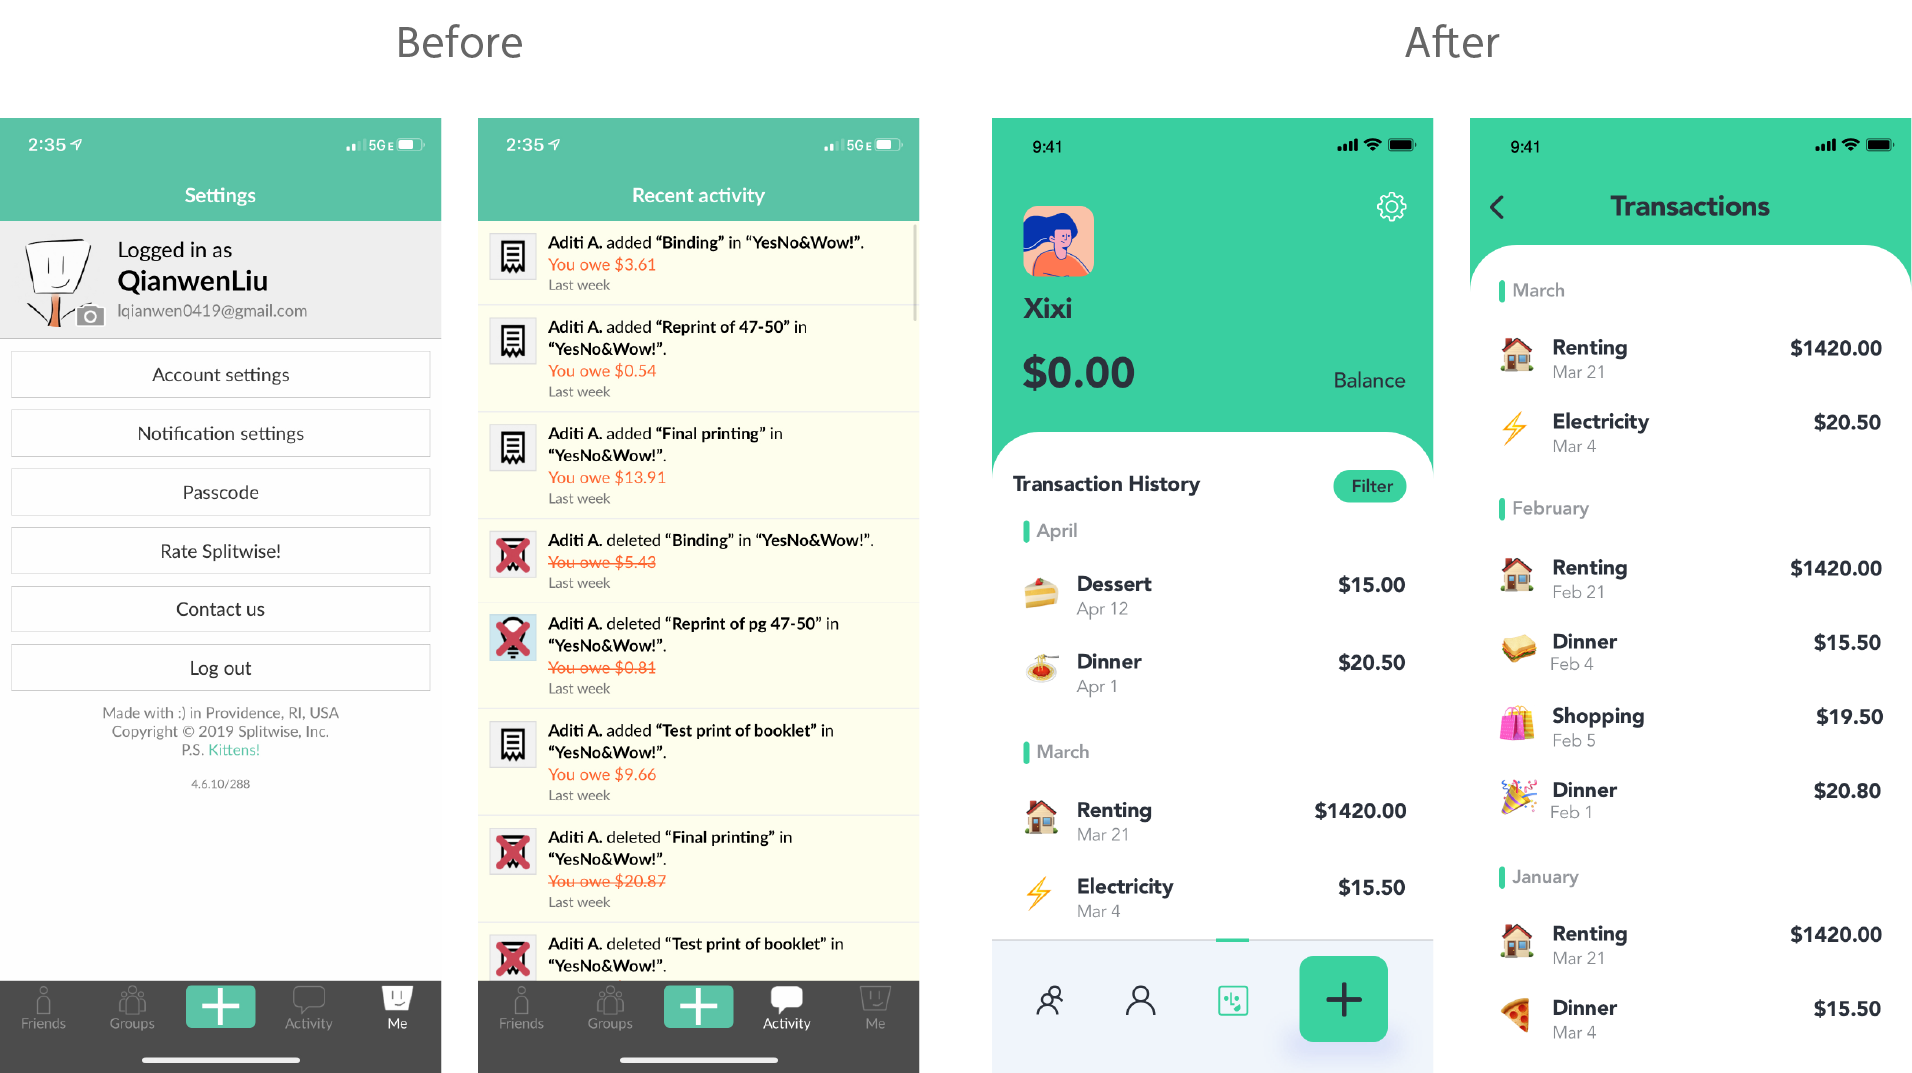 Before
After
2:35
5G E
Settings
Logged in as
QianwenLiu
lqianwen0419@gmail.com
Account settings
Notification settings
Passcode
Rate Splitwise!
Contact us
Log out
Made with :) in Providence, RI, USA
Copyright © 2019 Splitwise, Inc.
P.S. Kittens!
4.6.10/288
Friends
Groups
Activity
Me
2:35
5G E
Recent activity
Aditi A. added “Binding” in “YesNo&Wow!”.
You owe $3.61
Last week
Aditi A. added “Reprint of 47-50” in
“YesNo&Wow!”.
You owe $0.54
Last week
Aditi A. added “Final printing” in
“YesNo&Wow!”.
You owe $13.91
Last week
Aditi A. deleted “Binding” in “YesNo&Wow!”.
You owe $5.43
Last week
Aditi A. deleted “Reprint of pg 47-50” in
“YesNo&Wow!”.
You owe $0.81
Last week
Aditi A. added “Test print of booklet” in
“YesNo&Wow!”.
You owe $9.66
Last week
Aditi A. deleted “Final printing” in
“YesNo&Wow!”.
You owe $20.87
Last week
Aditi A. deleted “Test print of booklet” in
“YesNo&Wow!”.
Friends
Groups
Activity
Me
9:41
Xixi
$0.00
Balance
Transaction History
Filter
April
Dessert
$15.00
Apr 12
Dinner
$20.50
Apr 1
March
Renting
$1420.00
Mar 21
Electricity
$15.50
Mar 4
9:41
Transactions
March
Renting
$1420.00
Mar 21
Electricity
$20.50
Mar 4
February
Renting
$1420.00
Feb 21
Dinner
$15.50
Feb 4
Shopping
$19.50
Feb 5
Dinner
$20.80
Feb 1
January
Renting
$1420.00
Mar 21
Dinner
$15.50
Mar 4